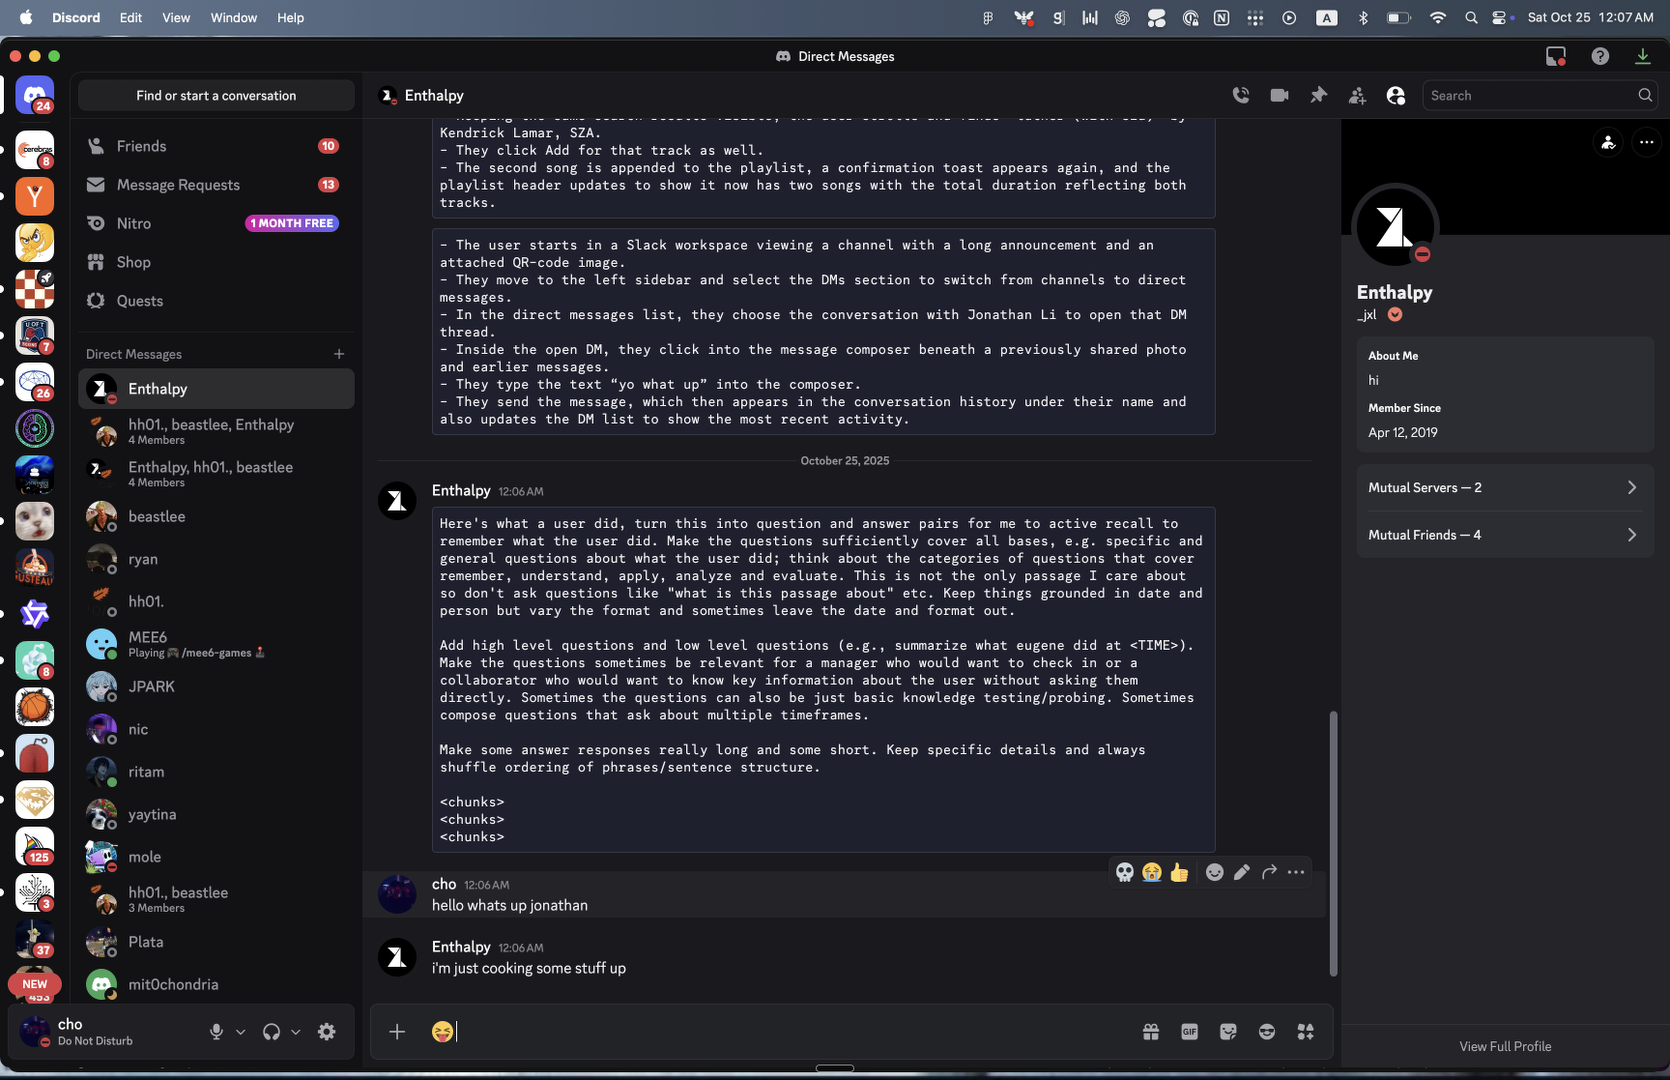 Discord
Edit
View
Window
Help
Sat Oct 25 12:07 AM
Direct Messages
24
Find or start a conversation
Enthalpy
Search
cerebras
8
Friends
10
Message Requests
13
Nitro
1 MONTH FREE
Shop
Quests
U OF T
7
Direct Messages
26
Enthalpy
hh01., beastlee, Enthalpy
4 Members
Enthalpy, hh01., beastlee
4 Members
beastlee
ryan
hh01.
MEE6
Playing 🎮 /mee6-games 🕹️
8
JPARK
nic
ritam
yaytina
125
mole
hh01., beastlee
3 Members
3
Plata
37
mit0chondria
NEW
453
cho
Do Not Disturb
Kendrick Lamar, SZA.
- They click Add for that track as well.
- The second song is appended to the playlist, a confirmation toast appears again, and the
playlist header updates to show it now has two songs with the total duration reflecting both
tracks.
- The user starts in a Slack workspace viewing a channel with a long announcement and an
attached QR-code image.
- They move to the left sidebar and select the DMs section to switch from channels to direct
messages.
- In the direct messages list, they choose the conversation with Jonathan Li to open that DM
thread.
- Inside the open DM, they click into the message composer beneath a previously shared photo
and earlier messages.
- They type the text “yo what up” into the composer.
- They send the message, which then appears in the conversation history under their name and
also updates the DM list to show the most recent activity.
October 25, 2025
Enthalpy 12:06 AM
Here's what a user did, turn this into question and answer pairs for me to active recall to
remember what the user did. Make the questions sufficiently cover all bases, e.g. specific and
general questions about what the user did; think about the categories of questions that cover
remember, understand, apply, analyze and evaluate. This is not the only passage I care about
so don't ask questions like "what is this passage about" etc. Keep things grounded in date and
person but vary the format and sometimes leave the date and format out.
Add high level questions and low level questions (e.g., summarize what eugene did at <TIME>).
Make the questions sometimes be relevant for a manager who would want to check in or a
collaborator who would want to know key information about the user without asking them
directly. Sometimes the questions can also be just basic knowledge testing/probing. Sometimes
compose questions that ask about multiple timeframes.
Make some answer responses really long and some short. Keep specific details and always
shuffle ordering of phrases/sentence structure.
<chunks>
<chunks>
<chunks>
cho 12:06 AM
hello whats up jonathan
Enthalpy 12:06 AM
i'm just cooking some stuff up
😝
GIF
Enthalpy
_jxl
About Me
hi
Member Since
Apr 12, 2019
Mutual Servers — 2
Mutual Friends — 4
View Full Profile